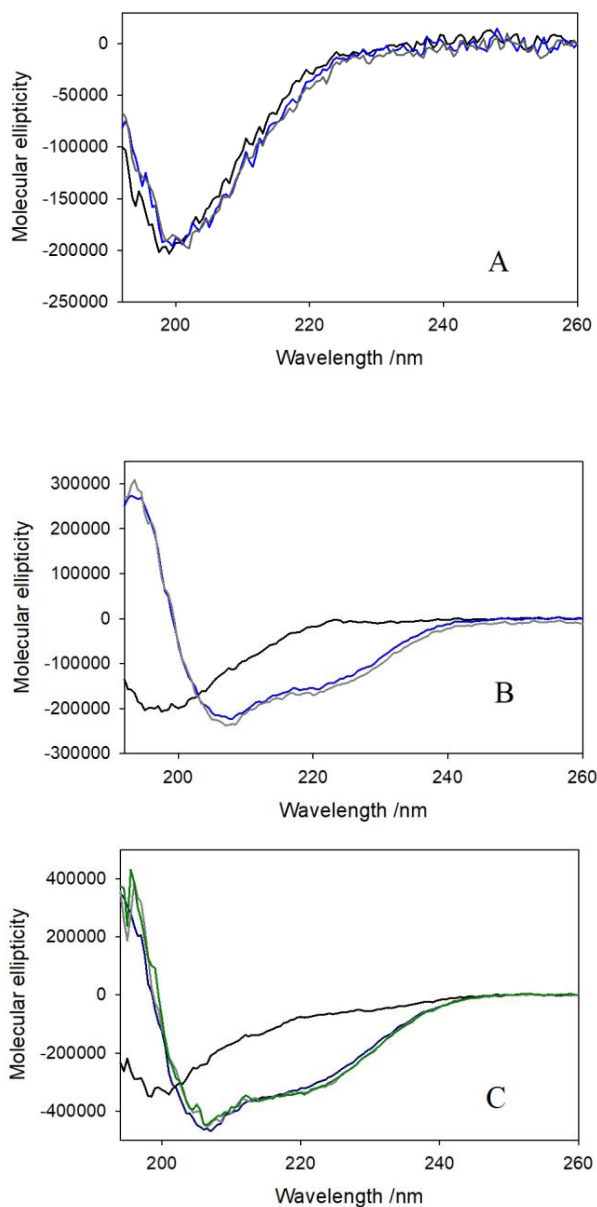 Molecular ellipticity
0
-50000
-100000
-150000
-200000
-250000
A
200 220 240 260
Wavelength /nm
Molecular ellipticity
300000
200000
100000
0
-100000
-200000
-300000
B
200 220 240 260
Wavelength /nm
Molecular ellipticity
400000
200000
0
-200000
-400000
C
200 220 240 260
Wavelength /nm